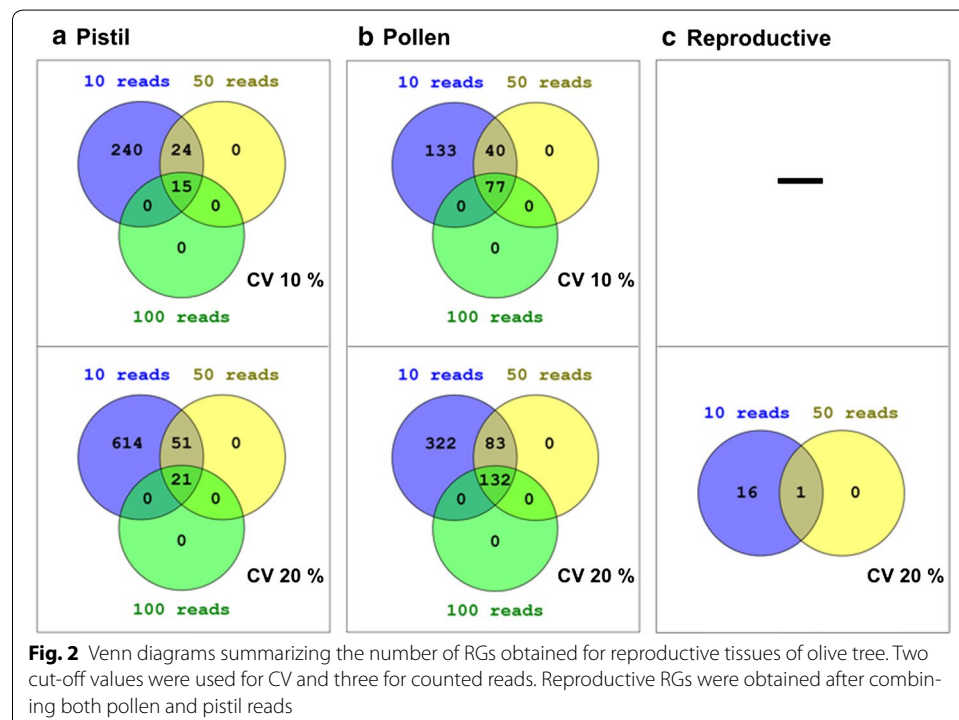 a Pistil
b Pollen
c Reproductive
10 reads 50 reads
240 24 0
15
0 0
0
CV 10 %
100 reads
10 reads 50 reads
133 40 0
77
0 0
0
CV 10 %
100 reads
—
10 reads 50 reads
614 51 0
21
0 0
0
CV 20 %
100 reads
10 reads 50 reads
322 83 0
132
0 0
0
CV 20 %
100 reads
10 reads 50 reads
16 1 0
CV 20 %
Fig. 2 Venn diagrams summarizing the number of RGs obtained for reproductive tissues of olive tree. Two
cut-off values were used for CV and three for counted reads. Reproductive RGs were obtained after combin-
ing both pollen and pistil reads